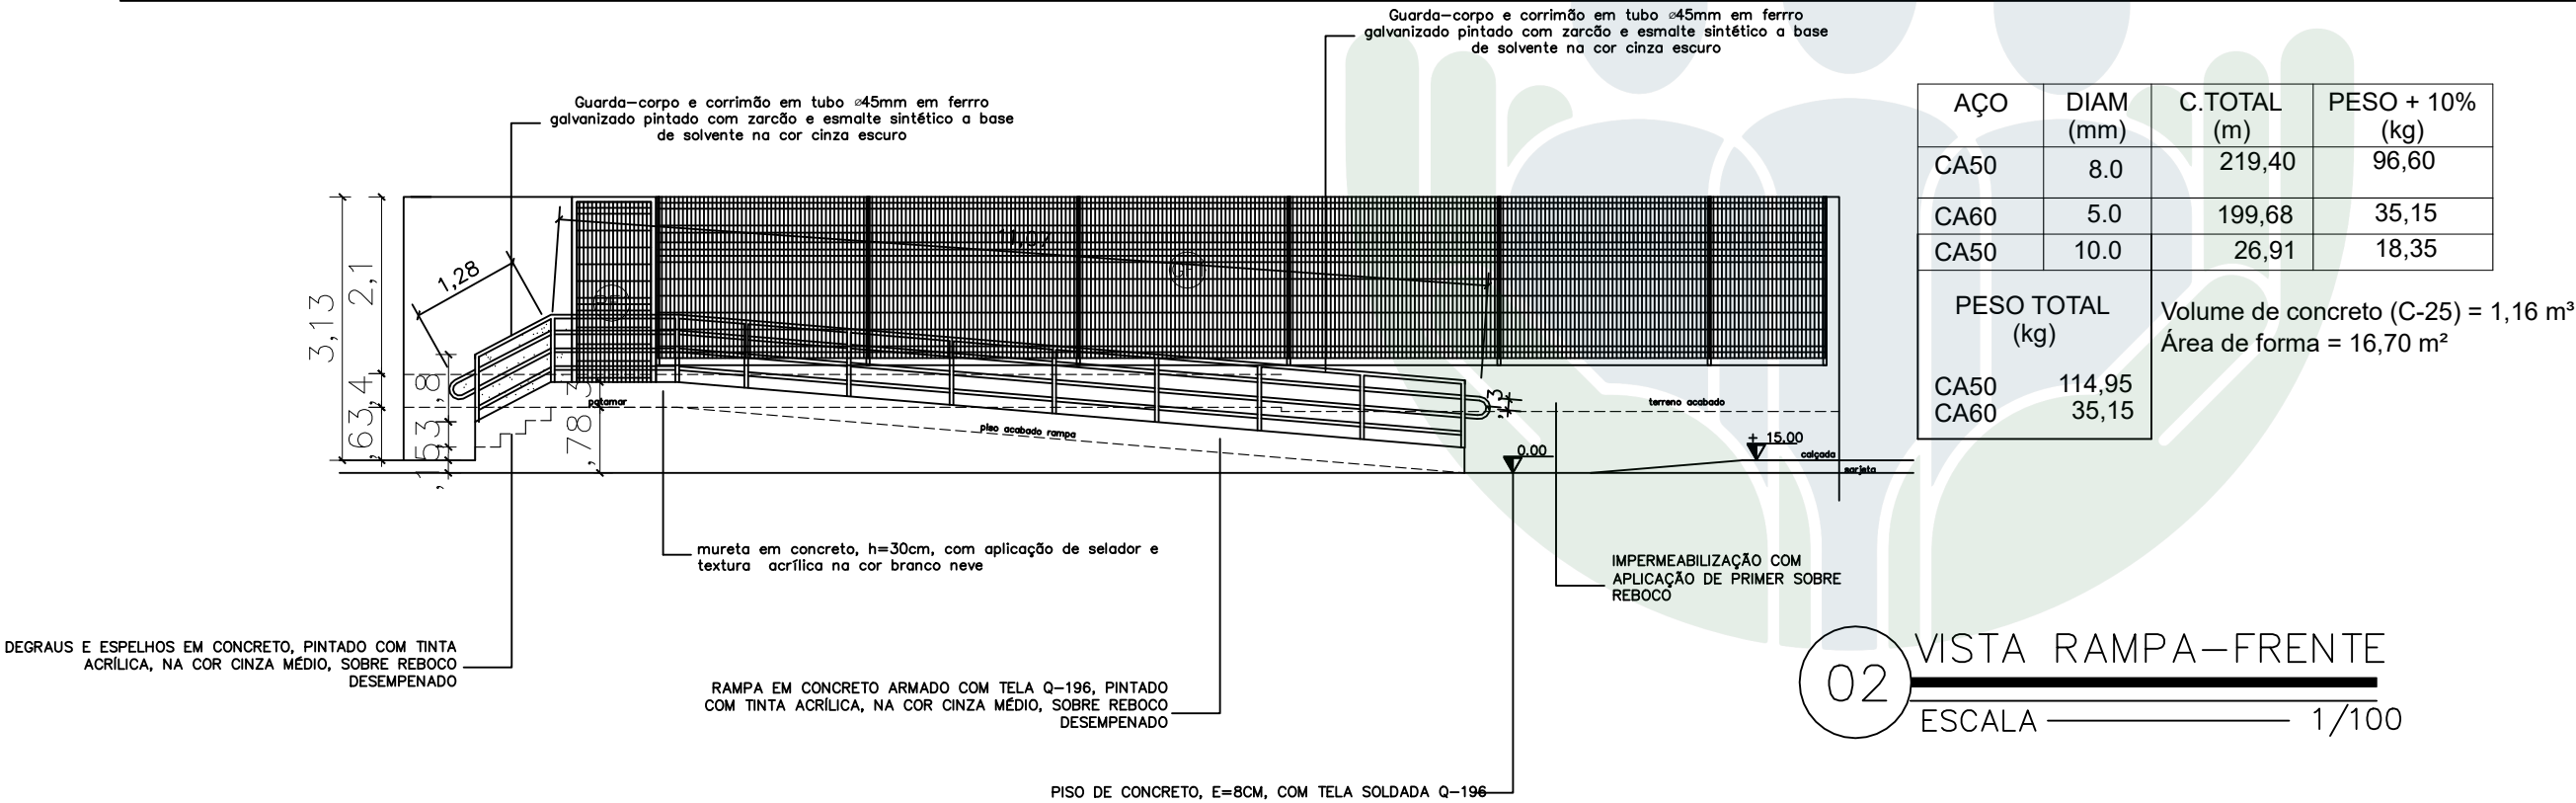 Guarda-corpo e corrimão em tubo ⌀45mm em ferrro
galvanizado pintado com zarcão e esmalte sintético a base
de solvente na cor cinza escuro
Guarda-corpo e corrimão em tubo ⌀45mm em ferrro
galvanizado pintado com zarcão e esmalte sintético a base
de solvente na cor cinza escuro
AÇO DIAM (mm) C.TOTAL (m) PESO + 10% (kg)
CA50 8.0 219,40 96,60
CA60 5.0 199,68 35,15
CA50 10.0 26,91 18,35
PESO TOTAL
(kg)
CA50 114,95
CA60 35,15
Volume de concreto (C-25) = 1,16 m³
Área de forma = 16,70 m²
3,13
2,1
1,28
,4
,63
,8
,53
,15
,78
patamar
piso acabado rampa
terreno acabado
0.00
+ 15.00
calçada
sarjeta
mureta em concreto, h=30cm, com aplicação de selador e
textura acrílica na cor branco neve
IMPERMEABILIZAÇÃO COM
APLICAÇÃO DE PRIMER SOBRE
REBOCO
DEGRAUS E ESPELHOS EM CONCRETO, PINTADO COM TINTA
ACRÍLICA, NA COR CINZA MÉDIO, SOBRE REBOCO
DESEMPENADO
RAMPA EM CONCRETO ARMADO COM TELA Q-196, PINTADO
COM TINTA ACRÍLICA, NA COR CINZA MÉDIO, SOBRE REBOCO
DESEMPENADO
PISO DE CONCRETO, E=8CM, COM TELA SOLDADA Q-196
02
VISTA RAMPA-FRENTE
ESCALA 1/100